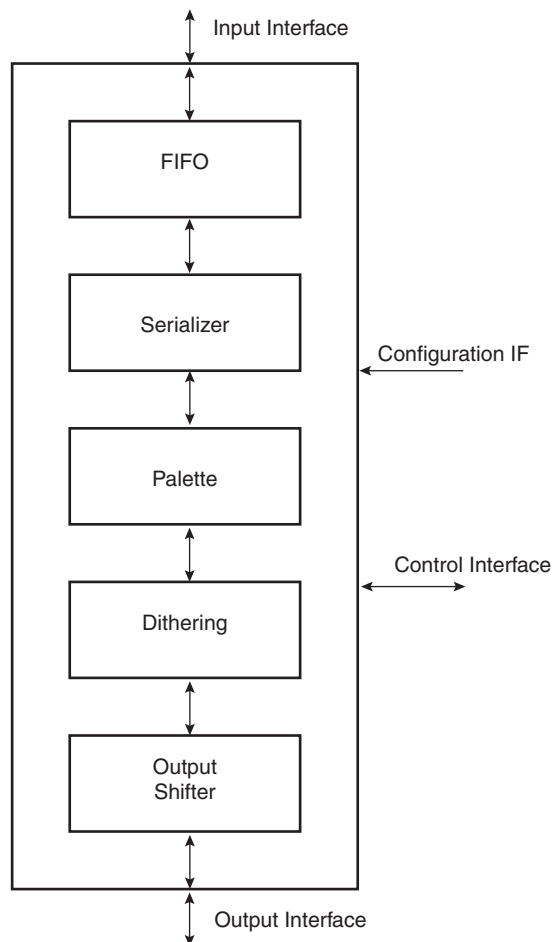 Input Interface
FIFO
Serializer
Configuration IF
Palette
Control Interface
Dithering
Output
Shifter
Output Interface